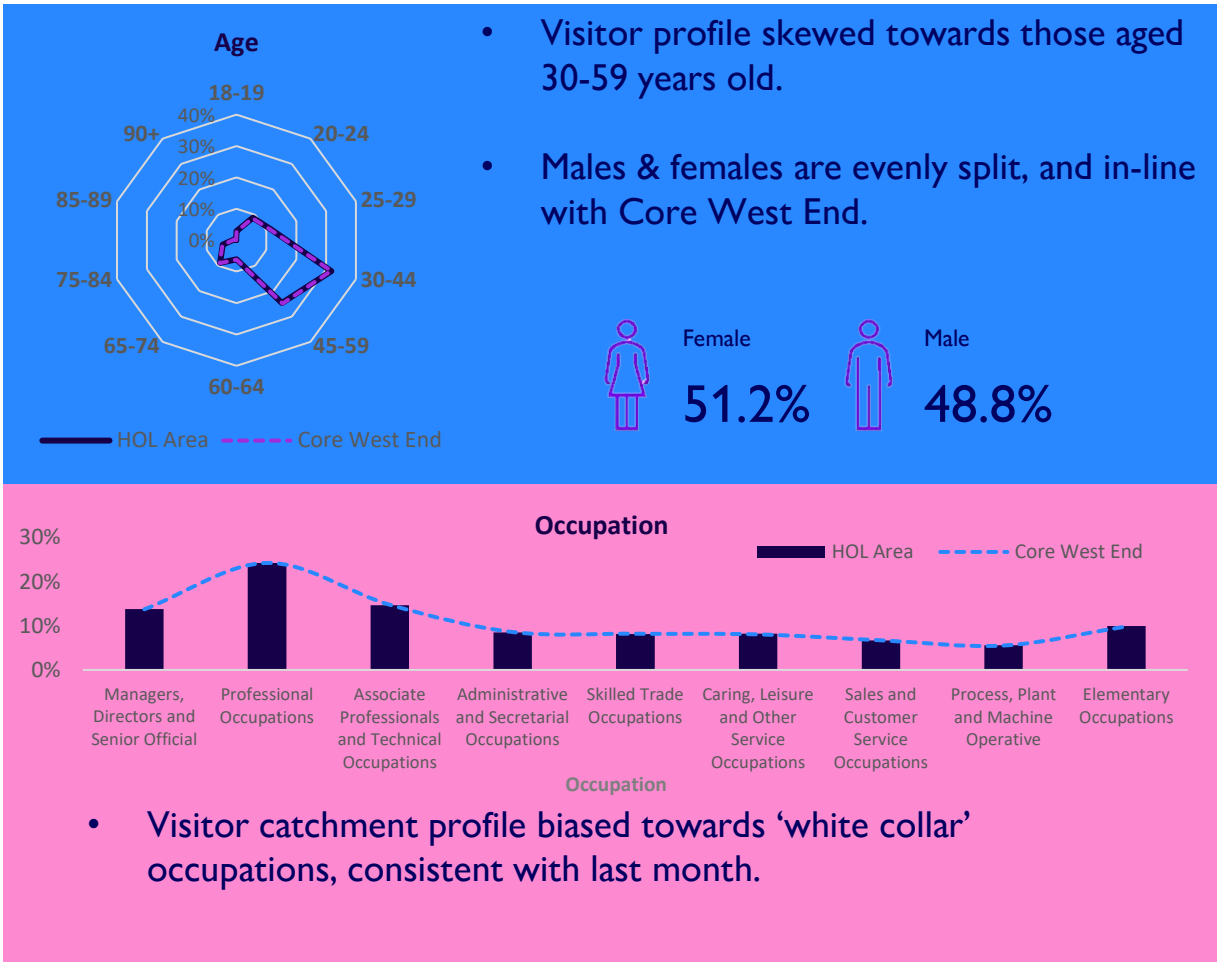 Age
18-19
20-24
25-29
30-44
45-59
60-64
65-74
75-84
85-89
90+
40%
30%
20%
10%
0%
HOL Area
Core West End
• Visitor profile skewed towards those aged
30-59 years old.
• Males & females are evenly split, and in-line
with Core West End.
Female
51.2%
Male
48.8%
Occupation
HOL Area
Core West End
30%
20%
10%
0%
Managers,
Directors and
Senior Official
Professional
Occupations
Associate
Professionals
and Technical
Occupations
Administrative
and Secretarial
Occupations
Skilled Trade
Occupations
Caring, Leisure
and Other
Service
Occupations
Sales and
Customer
Service
Occupations
Process, Plant
and Machine
Operative
Elementary
Occupations
Occupation
• Visitor catchment profile biased towards ‘white collar’
occupations, consistent with last month.